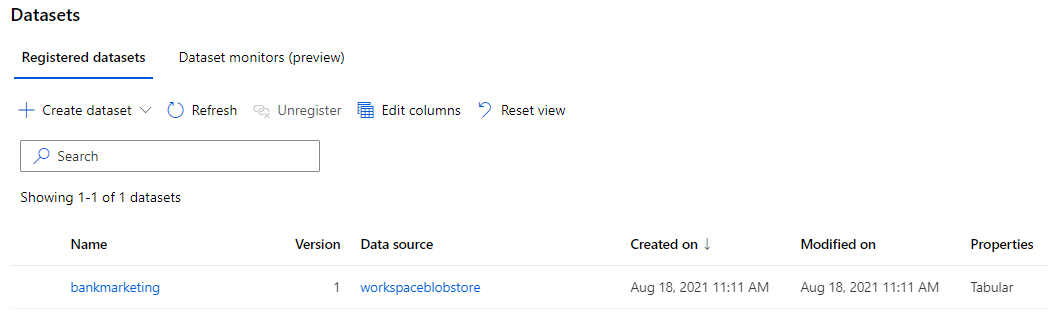 Datasets
Registered datasets Dataset monitors (preview)
Create dataset Refresh Unregister Edit columns Reset view
Search
Showing 1-1 of 1 datasets
Name Version Data source Created on ↓ Modified on Properties
bankmarketing 1 workspaceblobstore Aug 18, 2021 11:11 AM Aug 18, 2021 11:11 AM Tabular